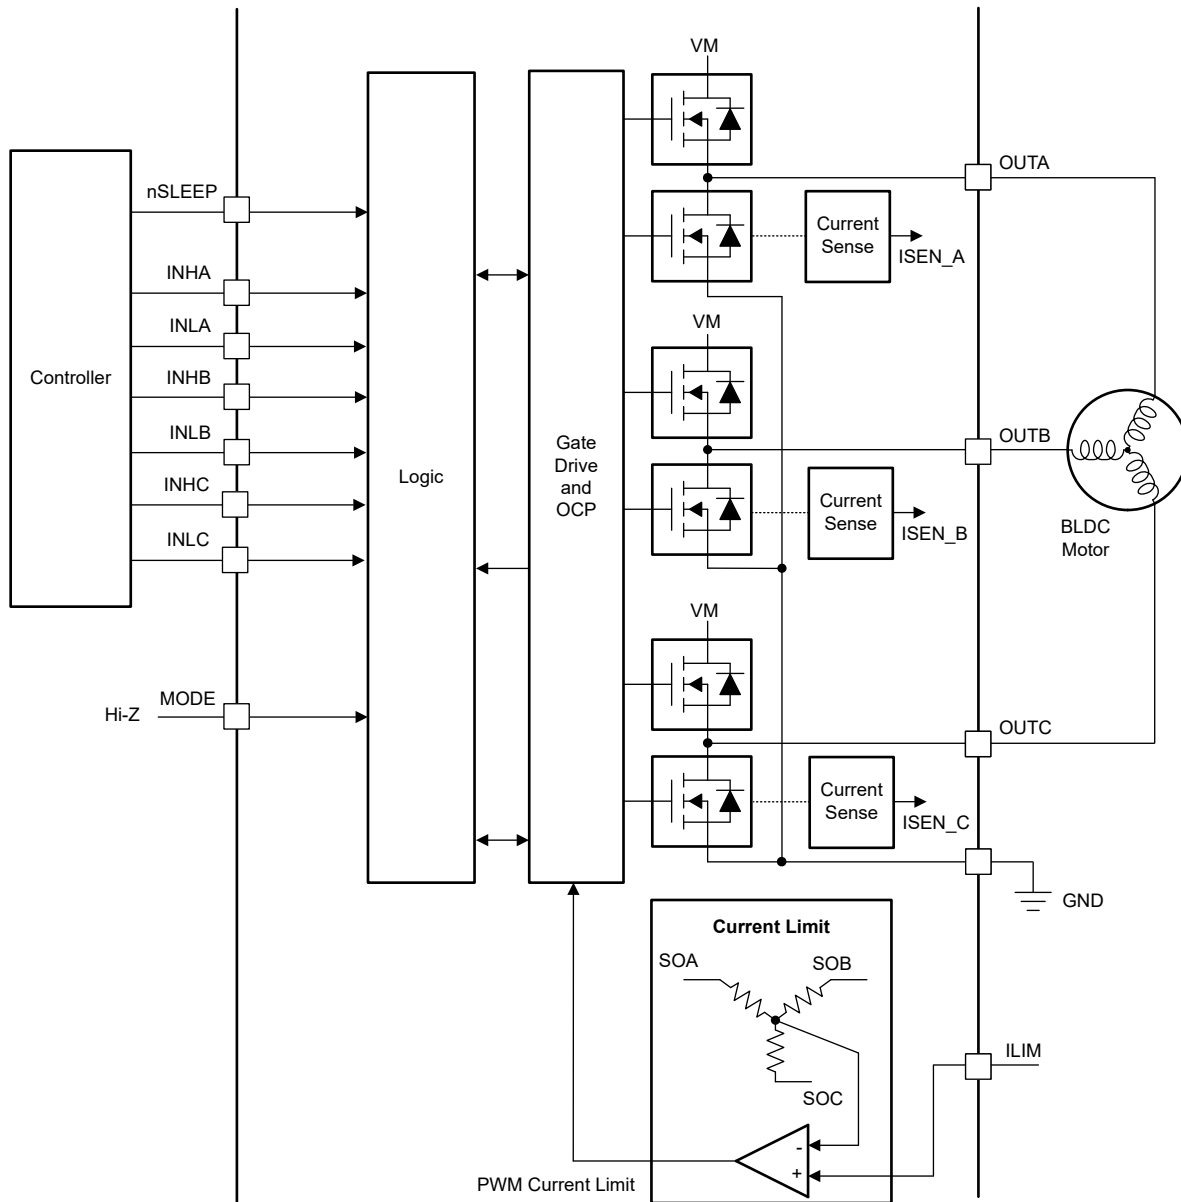 VM
OUTA
nSLEEP
Current
Sense
ISEN_A
INHA
INLA
VM
Controller
INHB
INLB
OUTB
Gate
Drive
and
OCP
Logic
INHC
Current
Sense
ISEN_B
BLDC
Motor
INLC
VM
MODE
Hi-Z
OUTC
Current
Sense
ISEN_C
GND
Current Limit
SOA
SOB
ILIM
SOC
-
+
PWM Current Limit